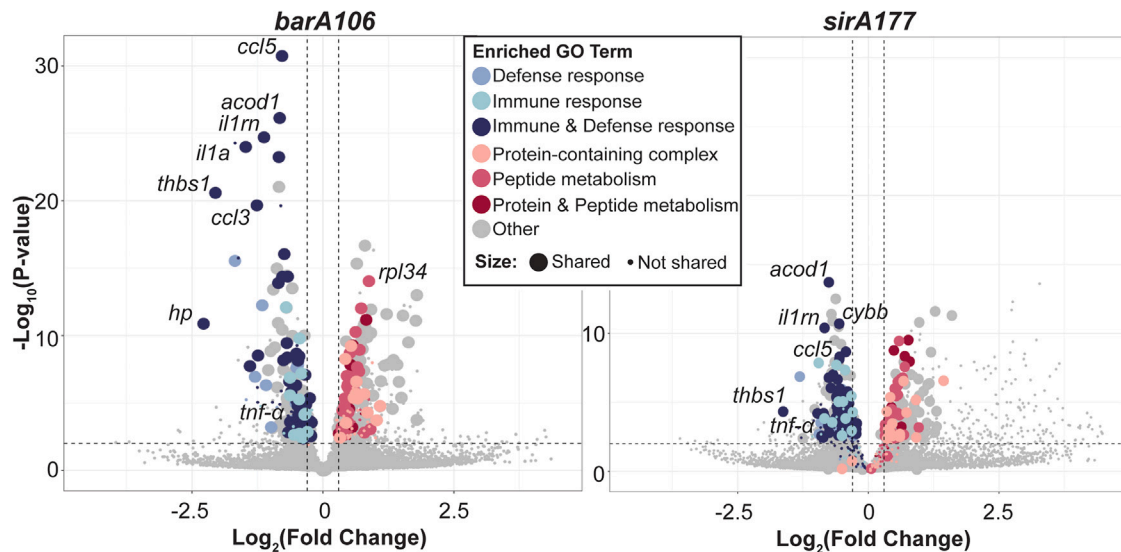 barA106
sirA177
30
20
10
0
-Log10(P-value)
ccl5
acod1
il1rn
il1a
thbs1
ccl3
hp
tnf-α
rpl34
-2.5
0
2.5
Log2(Fold Change)
Enriched GO Term
Defense response
Immune response
Immune & Defense response
Protein-containing complex
Peptide metabolism
Protein & Peptide metabolism
Other
Size: Shared Not shared
acod1
il1rn
cybb
ccl5
thbs1
tnf-α
10
0
-2.5
0
2.5
Log2(Fold Change)